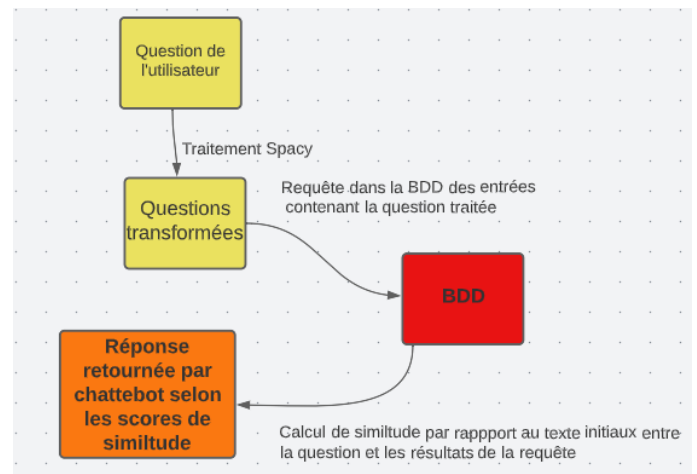 Question de
l'utilisateur
Traitement Spacy
Questions
transformées
Requête dans la BDD des entrées
contenant la question traitée
BDD
Réponse
retournée par
chattebot selon
les scores de
similtude
Calcul de similtude par rappport au texte initiaux entre
la question et les résultats de la requête